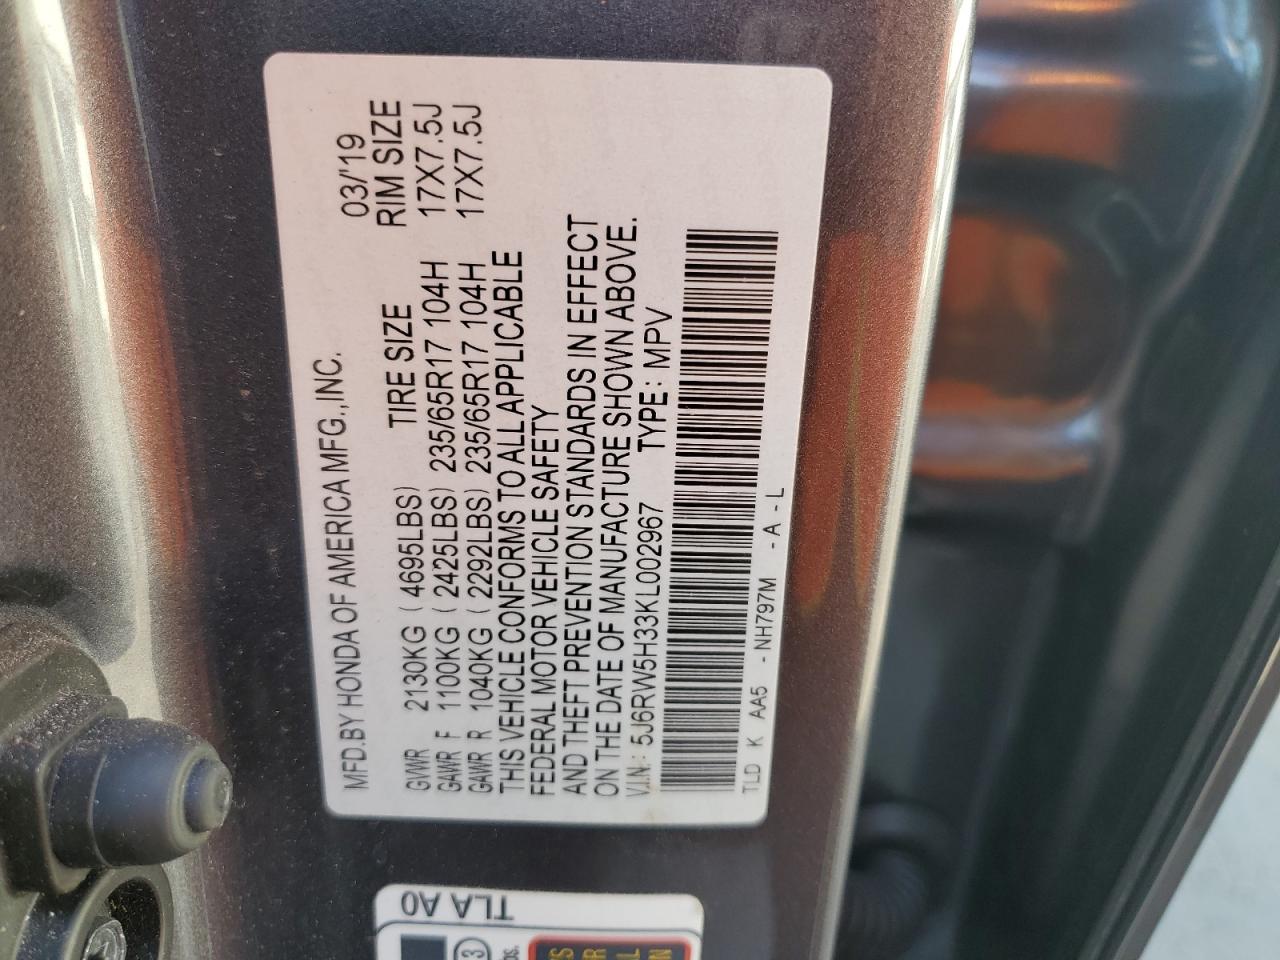 MFD.BY HONDA OF AMERICA MFG.,INC. 03/'19
TIRE SIZE RIM SIZE
GVWR 2130KG ( 4695LBS)
GAWR F 1100KG ( 2425LBS) 235/65R17 104H 17X7.5J
GAWR R 1040KG ( 2292LBS) 235/65R17 104H 17X7.5J
THIS VEHICLE CONFORMS TO ALL APPLICABLE
FEDERAL MOTOR VEHICLE SAFETY
AND THEFT PREVENTION STANDARDS IN EFFECT
ON THE DATE OF MANUFACTURE SHOWN ABOVE.
V.I.N.: 5J6RW5H33KL002967 TYPE: MPV
TLD K AA5 - NH797M - A - L
TLA A0
3